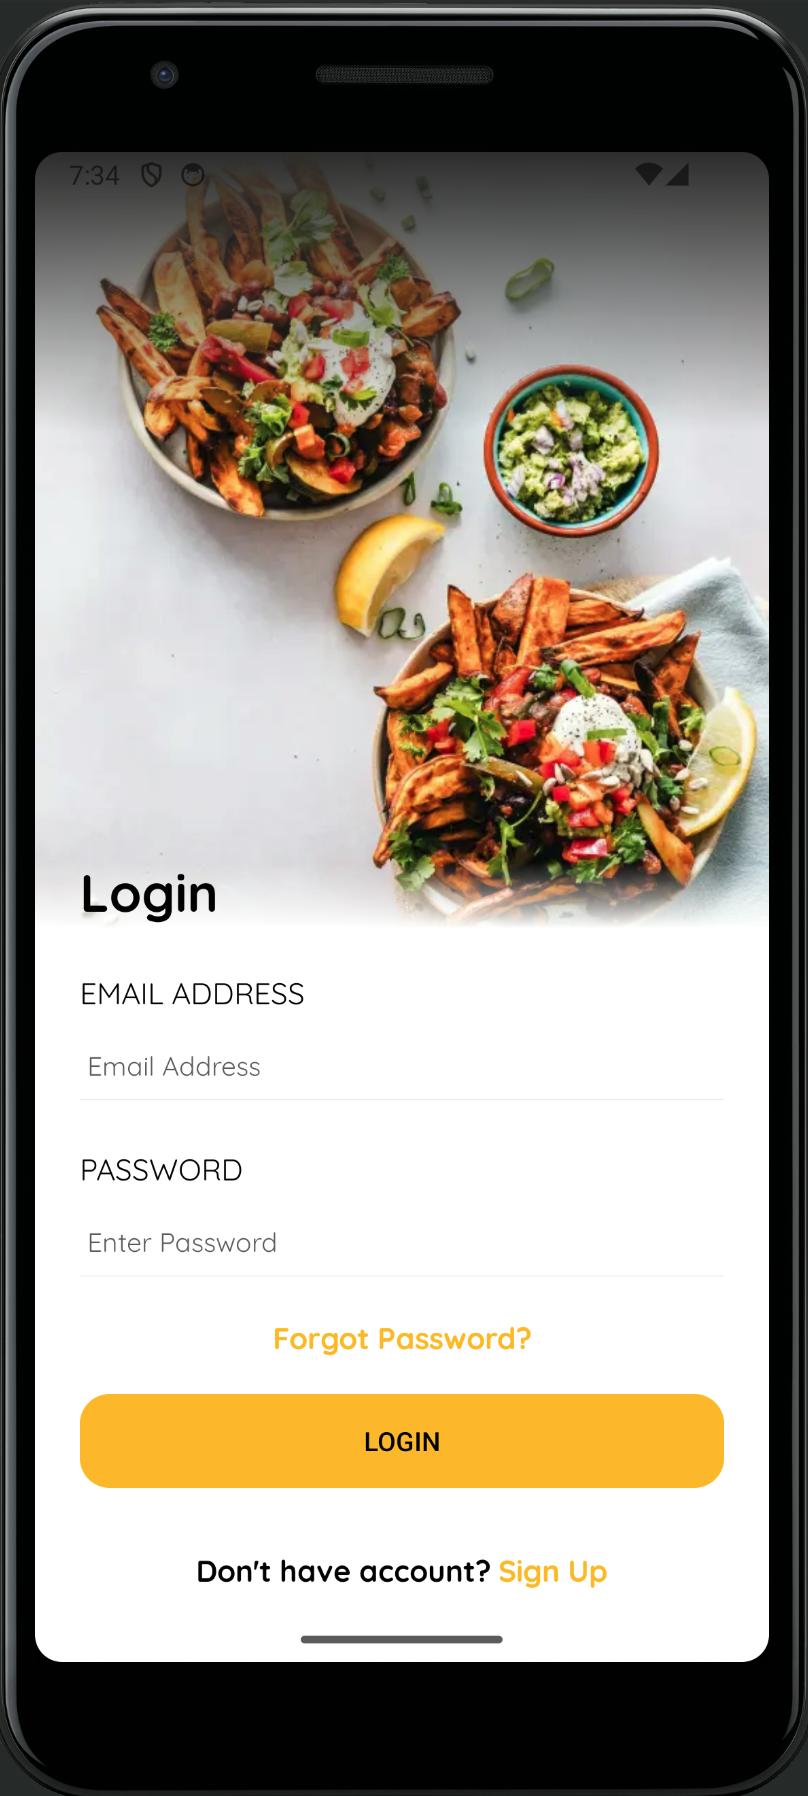 7:34
Login
EMAIL ADDRESS
Email Address
PASSWORD
Enter Password
Forgot Password?
LOGIN
Don't have account? Sign Up